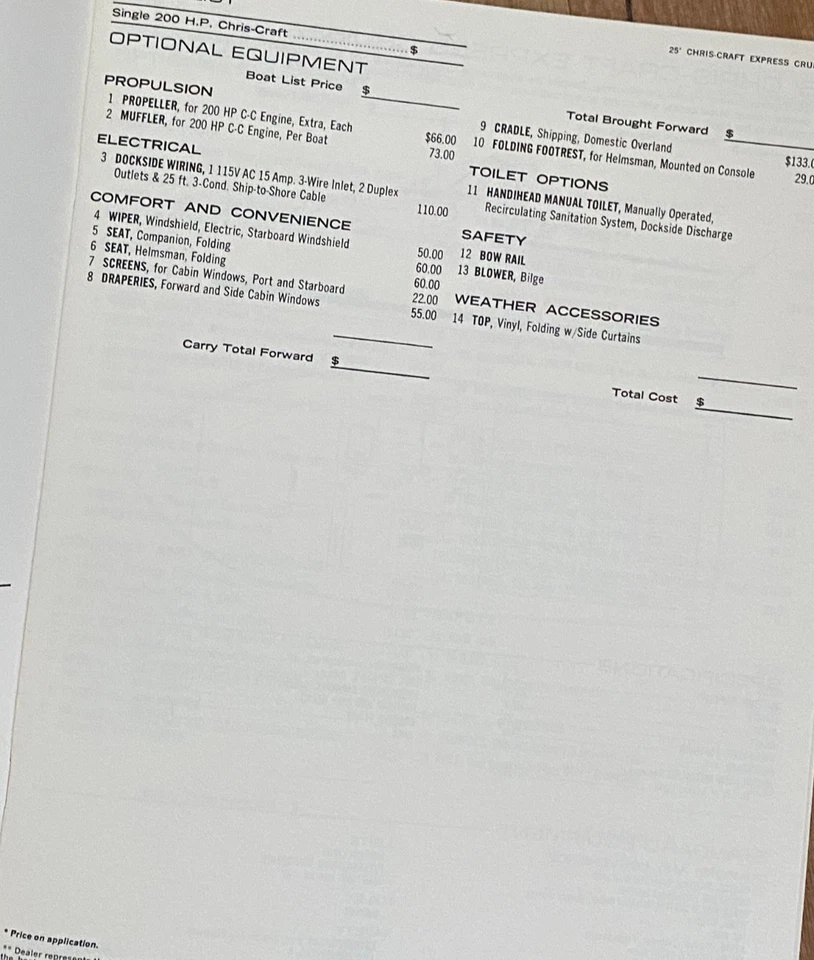 Single 200 H.P. Chris-Craft ............................ $
OPTIONAL EQUIPMENT
Boat List Price $
PROPULSION
1 PROPELLER, for 200 HP C-C Engine, Extra, Each $66.00
2 MUFFLER, for 200 HP C-C Engine, Per Boat 73.00
ELECTRICAL
3 DOCKSIDE WIRING, 1 115V AC 15 Amp. 3-Wire Inlet, 2 Duplex
Outlets & 25 ft. 3-Cond. Ship-to-Shore Cable 110.00
COMFORT AND CONVENIENCE
4 WIPER, Windshield, Electric, Starboard Windshield 50.00
5 SEAT, Companion, Folding 60.00
6 SEAT, Helmsman, Folding 60.00
7 SCREENS, for Cabin Windows, Port and Starboard 22.00
8 DRAPERIES, Forward and Side Cabin Windows 55.00
Carry Total Forward $
25' CHRIS-CRAFT EXPRESS CRU
Total Brought Forward $
9 CRADLE, Shipping, Domestic Overland $133.0
10 FOLDING FOOTREST, for Helmsman, Mounted on Console 29.0
TOILET OPTIONS
11 HANDIHEAD MANUAL TOILET, Manually Operated,
Recirculating Sanitation System, Dockside Discharge
SAFETY
12 BOW RAIL
13 BLOWER, Bilge
WEATHER ACCESSORIES
14 TOP, Vinyl, Folding w/Side Curtains
Total Cost $
* Price on application.
** Dealer represents